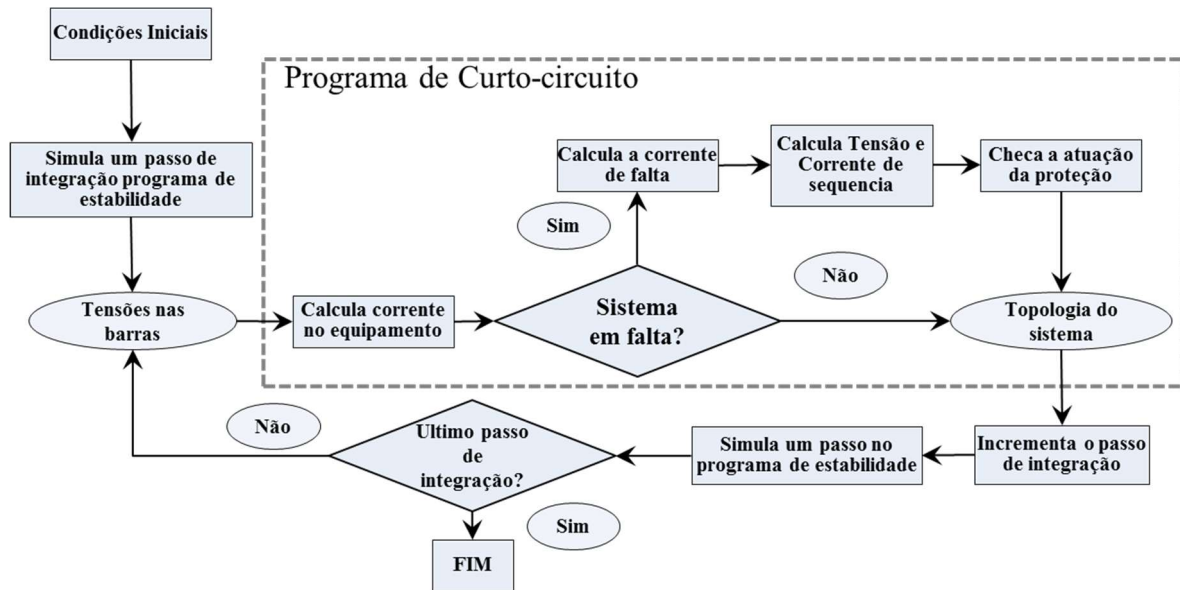 Condições Iniciais
Programa de Curto-circuito
Simula um passo de
integração programa de
estabilidade
Calcula a corrente
de falta
Calcula Tensão e
Corrente de
sequencia
Checa a atuação
da proteção
Sim
Não
Tensões nas
barras
Calcula corrente
no equipamento
Sistema
em falta?
Topologia do
sistema
Não
Ultimo passo
de
integração?
Simula um passo no
programa de estabilidade
Incrementa o passo
de integração
Sim
FIM